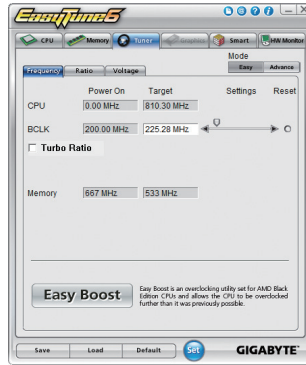 EasyTune6
CPU Memory Tuner Graphics Smart HW Monitor
Mode
Easy Advance
Frequency Ratio Voltage
Power On Target Settings Reset
CPU 0.00 MHz 810.30 MHz
BCLK 200.00 MHz 225.28 MHz
Turbo Ratio
Memory 667 MHz 533 MHz
Easy Boost
Easy Boost is an overclocking utility set for AMD Black
Edition CPUs and allows the CPU to be overclocked
further than it was previously possible.
Save Load Default Set GIGABYTE